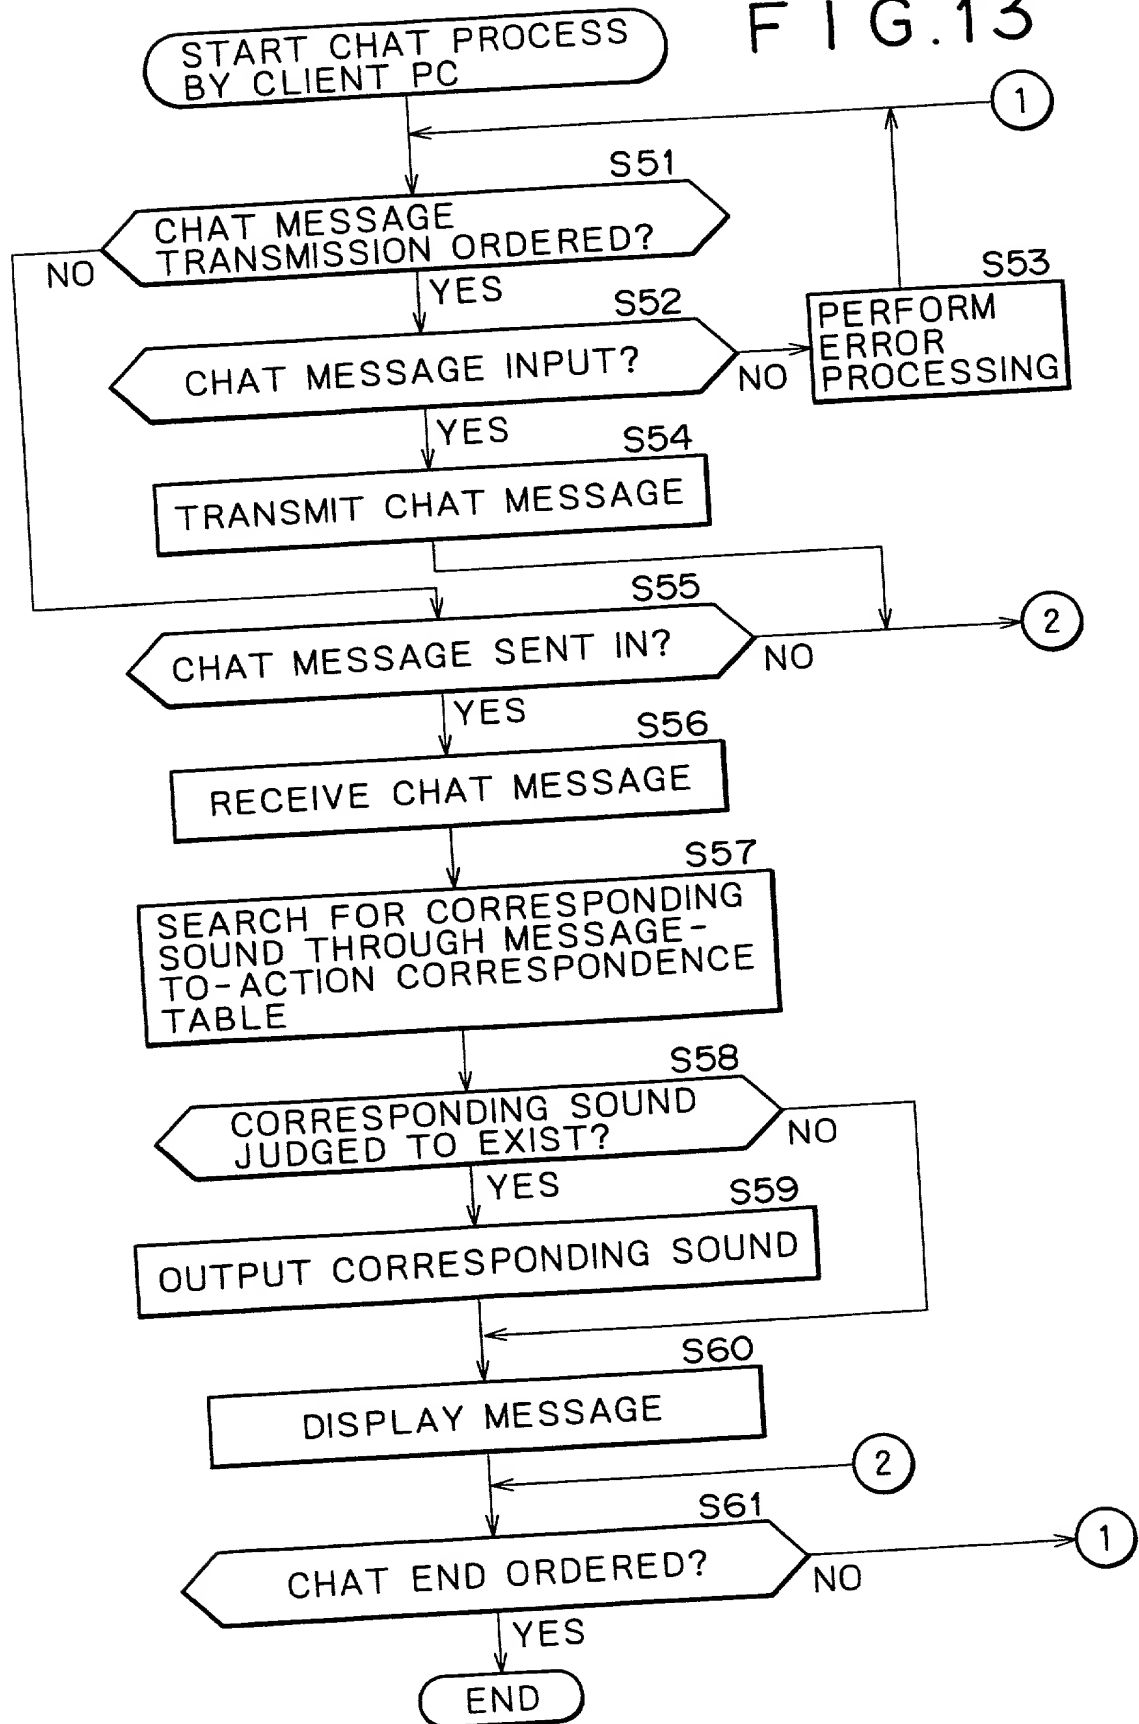 FIG.13
START CHAT PROCESS
BY CLIENT PC
1
S51
CHAT MESSAGE
TRANSMISSION ORDERED?
NO
YES
S52
CHAT MESSAGE INPUT?
NO
S53
PERFORM
ERROR
PROCESSING
YES
S54
TRANSMIT CHAT MESSAGE
S55
CHAT MESSAGE SENT IN?
NO
2
YES
S56
RECEIVE CHAT MESSAGE
S57
SEARCH FOR CORRESPONDING
SOUND THROUGH MESSAGE-
TO-ACTION CORRESPONDENCE
TABLE
S58
CORRESPONDING SOUND
JUDGED TO EXIST?
NO
YES
S59
OUTPUT CORRESPONDING SOUND
S60
DISPLAY MESSAGE
2
S61
CHAT END ORDERED?
NO
1
YES
END